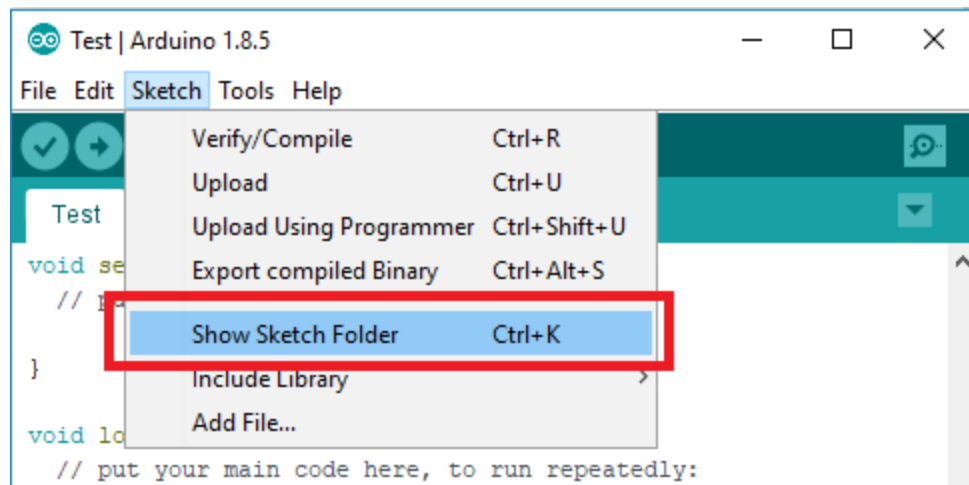 Test | Arduino 1.8.5
File Edit Sketch Tools Help
Verify/Compile Ctrl+R
Upload Ctrl+U
Test
Upload Using Programmer Ctrl+Shift+U
void se
Export compiled Binary Ctrl+Alt+S
//
Show Sketch Folder Ctrl+K
}
Include Library
Add File...
void lo
// put your main code here, to run repeatedly: